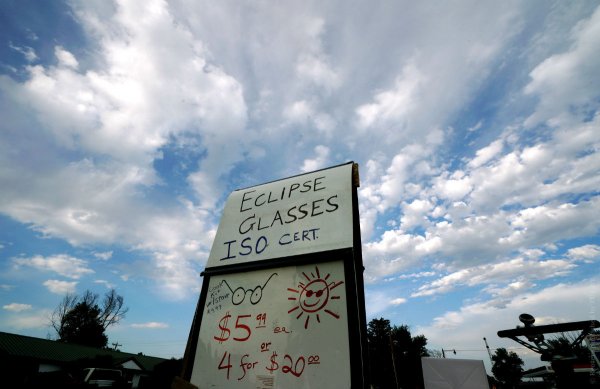 ECLIPSE
GLASSES
ISO CERT.
$5.99 ea.
or
4 for $20.00